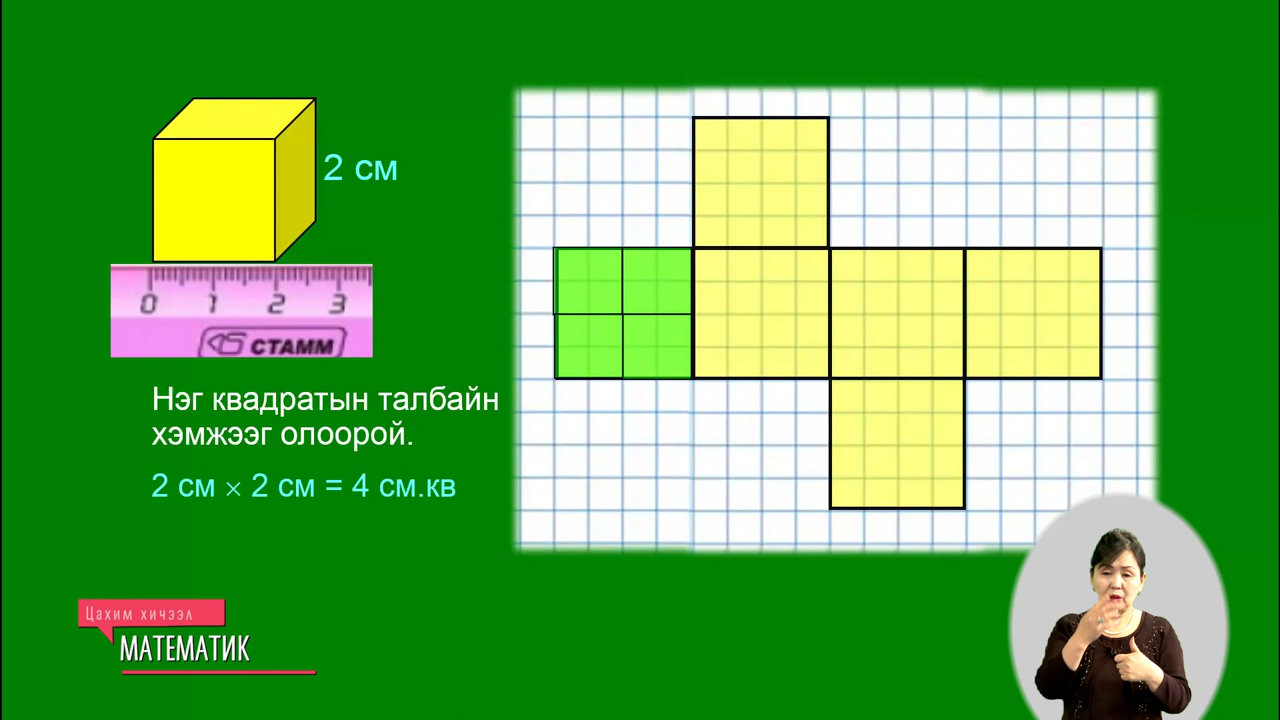 2 см
0 1 2 3
СТАММ
Нэг квадратын талбайн
хэмжээг олоорой.
2 см × 2 см = 4 см.кв
Цахим хичээл
МАТЕМАТИК